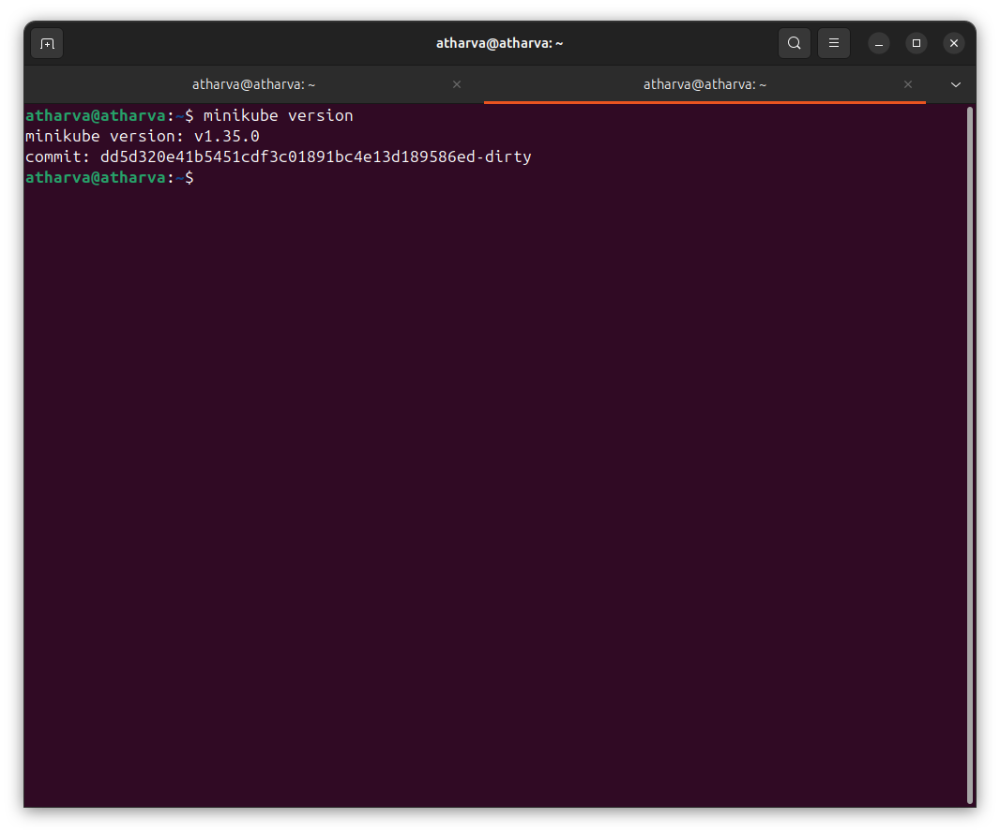 atharva@atharva: ~
atharva@atharva: ~
atharva@atharva: ~
atharva@atharva:~$ minikube version
minikube version: v1.35.0
commit: dd5d320e41b5451cdf3c01891bc4e13d189586ed-dirty
atharva@atharva:~$